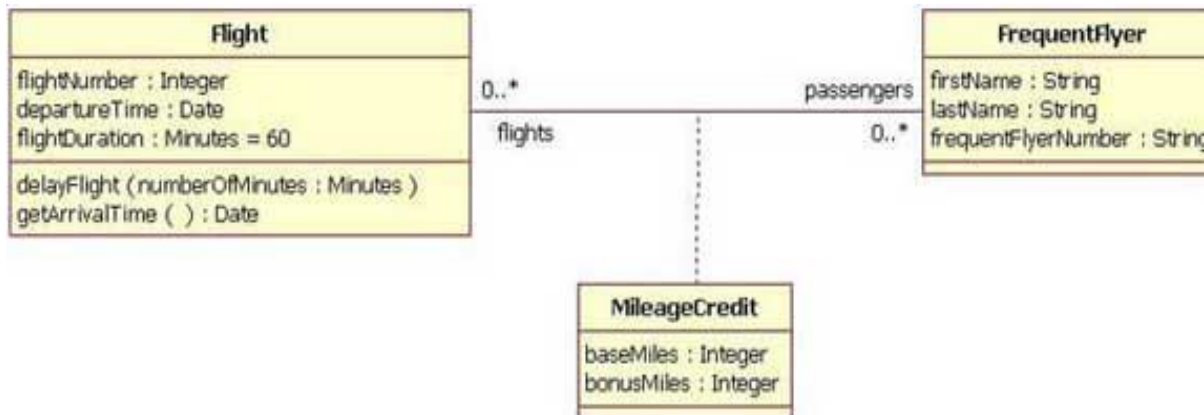 Flight
flightNumber : Integer
departureTime : Date
flightDuration : Minutes = 60
delayFlight ( numberOfMinutes : Minutes )
getArrivalTime ( ) : Date
0..*
flights
passengers
0..*
FrequentFlyer
firstName : String
lastName : String
frequentFlyerNumber : String
MileageCredit
baseMiles : Integer
bonusMiles : Integer